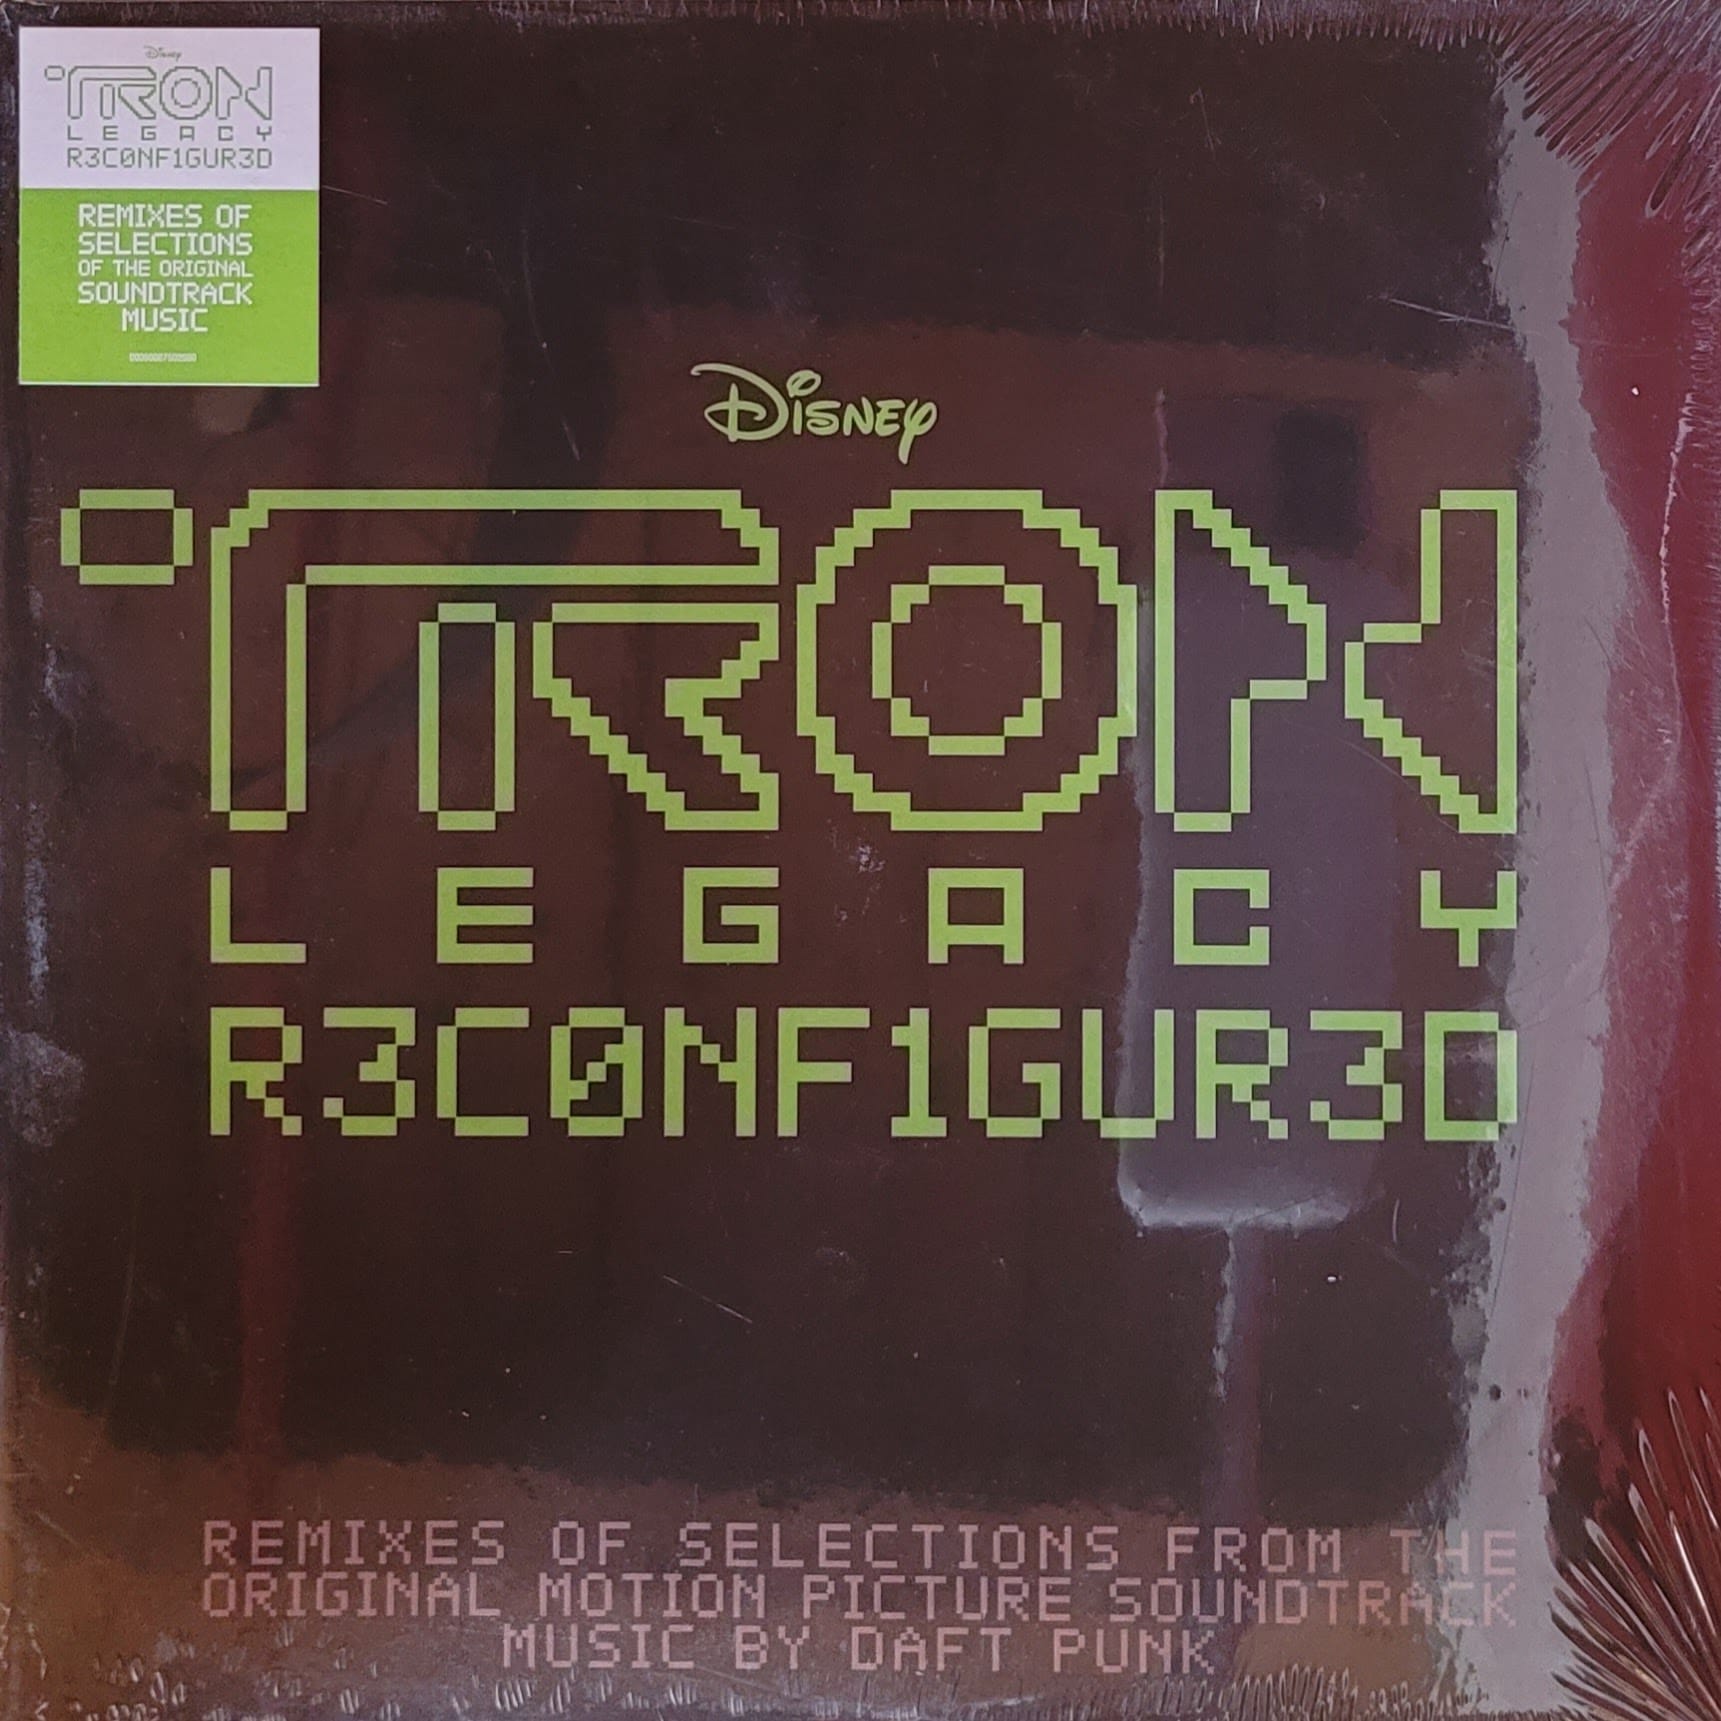 Disney
TRON
LEGACY
R3C0NF1GUR3D
REMIXES OF
SELECTIONS
OF THE ORIGINAL
SOUNDTRACK
MUSIC
Disney
TRON
LEGACY
R3C0NF1GUR3D
REMIXES OF SELECTIONS FROM THE
ORIGINAL MOTION PICTURE SOUNDTRACK
MUSIC BY DAFT PUNK